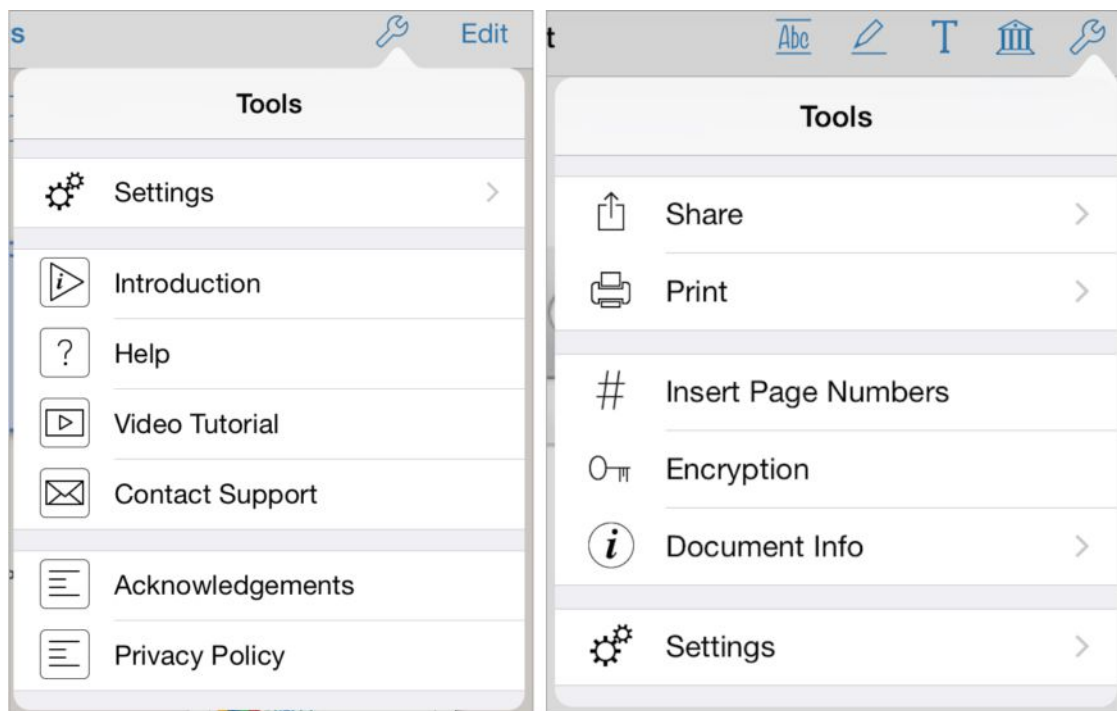 s
Edit
Tools
Settings
Introduction
?
Help
Video Tutorial
Contact Support
Acknowledgements
Privacy Policy
t
Abc
T
Tools
Share
Print
#
Insert Page Numbers
Encryption
i
Document Info
Settings